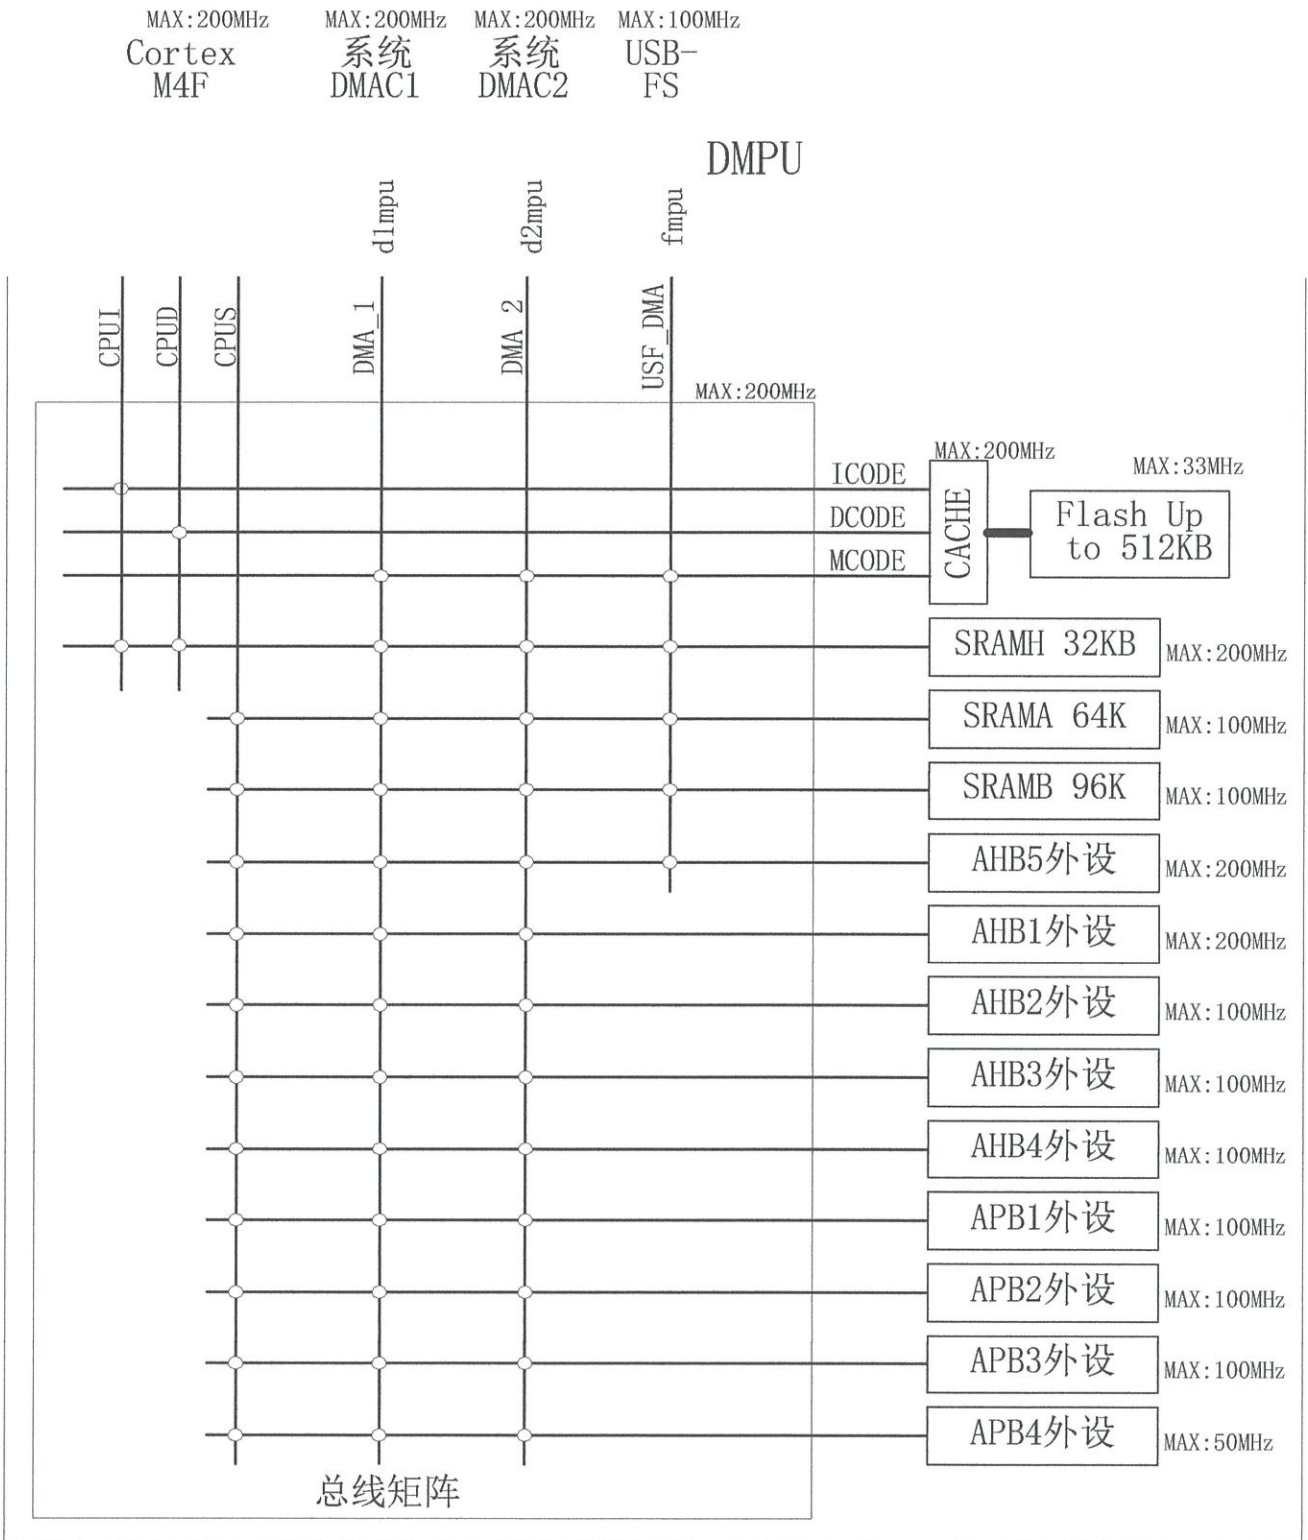 MAX:200MHz MAX:200MHz MAX:200MHz MAX:100MHz
Cortex 系统 系统 USB-
M4F DMAC1 DMAC2 FS
DMPU
d1mpu
d2mpu
fmpu
CPUI
CPUD
CPUS
DMA_1
DMA 2
USF_DMA
MAX:200MHz
MAX:200MHz
MAX:33MHz
ICODE
DCODE
MCODE
CACHE
Flash Up
to 512KB
SRAMH 32KB MAX:200MHz
SRAMA 64K MAX:100MHz
SRAMB 96K MAX:100MHz
AHB5外设 MAX:200MHz
AHB1外设 MAX:200MHz
AHB2外设 MAX:100MHz
AHB3外设 MAX:100MHz
AHB4外设 MAX:100MHz
APB1外设 MAX:100MHz
APB2外设 MAX:100MHz
APB3外设 MAX:100MHz
APB4外设 MAX:50MHz
总线矩阵